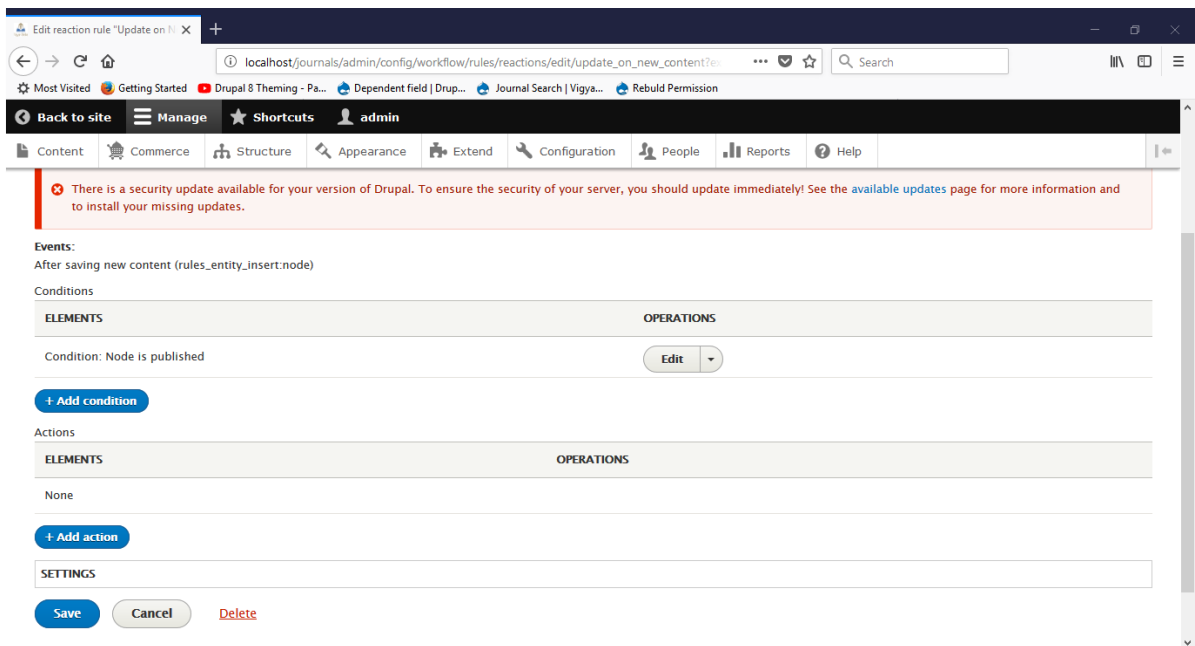 Edit reaction rule "Update on N
localhost/journals/admin/config/workflow/rules/reactions/edit/update_on_new_content?e
Search
Most Visited Getting Started Drupal 8 Theming - Pa... Dependent field | Drup... Journal Search | Vigya... Rebuld Permission
Back to site Manage Shortcuts admin
Content Commerce Structure Appearance Extend Configuration People Reports Help
There is a security update available for your version of Drupal. To ensure the security of your server, you should update immediately! See the available updates page for more information and
to install your missing updates.
Events:
After saving new content (rules_entity_insert:node)
Conditions
ELEMENTS OPERATIONS
Condition: Node is published Edit
+ Add condition
Actions
ELEMENTS OPERATIONS
None
+ Add action
SETTINGS
Save Cancel Delete